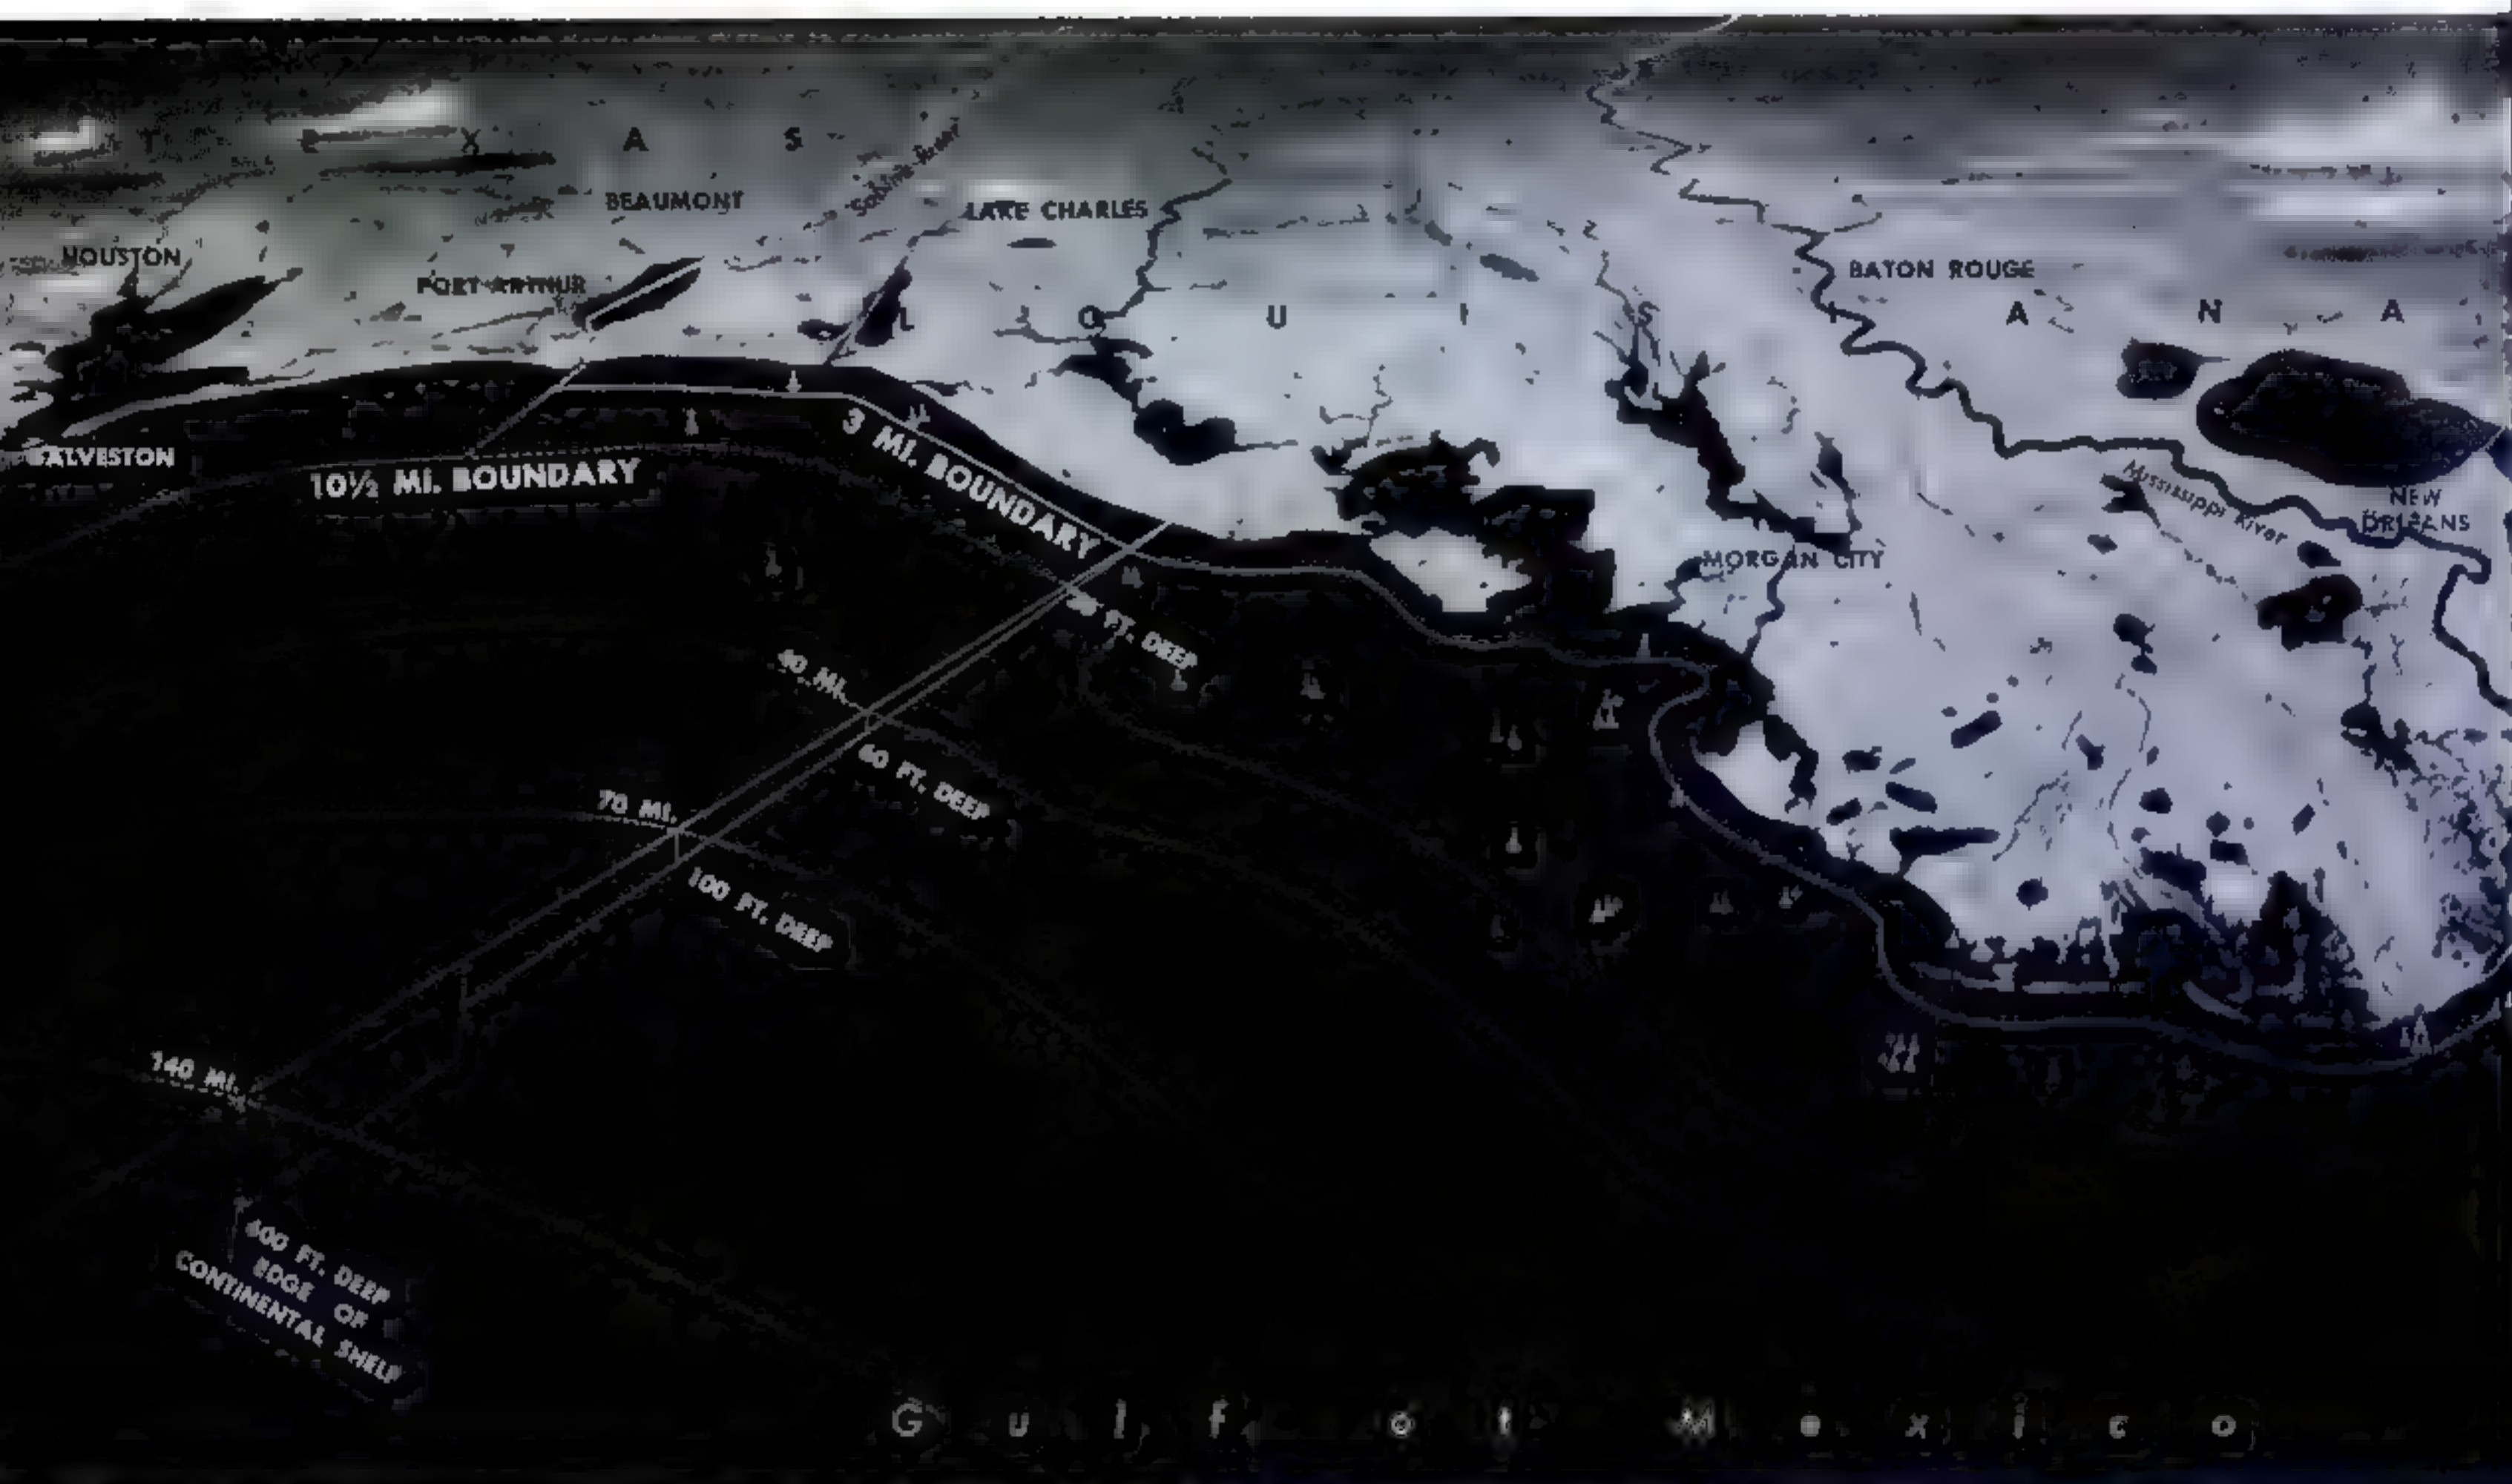 T E X A S
BEAUMONT
Sabine River
LAKE CHARLES
HOUSTON
PORT ARTHUR
BATON ROUGE
L O U I S I A N A
GALVESTON
10½ MI. BOUNDARY
3 MI. BOUNDARY
Mississippi River
NEW
ORLEANS
MORGAN CITY
FT. DEEP
MI.
60 FT. DEEP
70 MI.
100 FT. DEEP
140 MI.
600 FT. DEEP
EDGE OF
CONTINENTAL SHELF
Gulf of Mexico